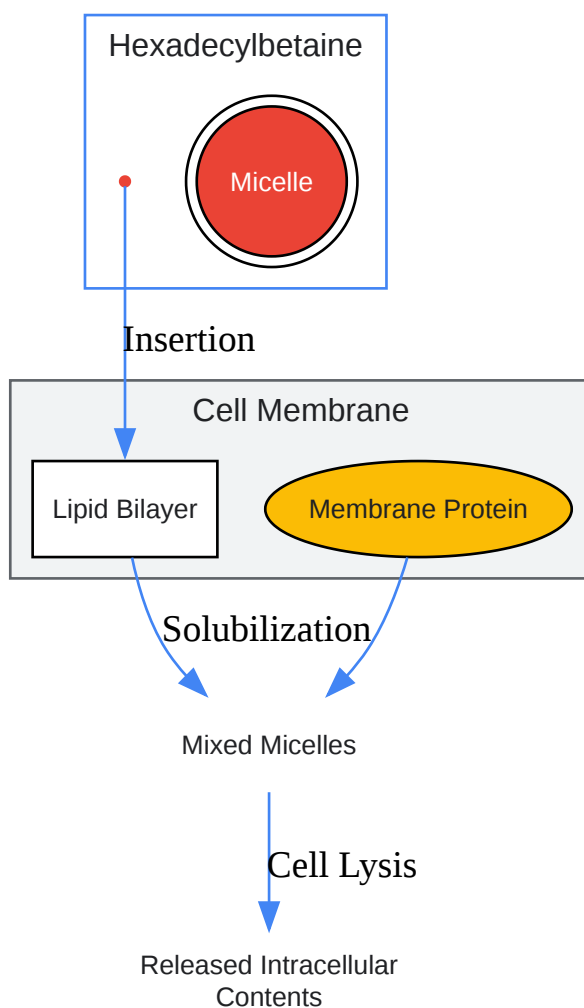 Hexadecylbetaine
Micelle
Insertion
Cell Membrane
Lipid Bilayer
Membrane Protein
Solubilization
Mixed Micelles
Cell Lysis
Released Intracellular
Contents